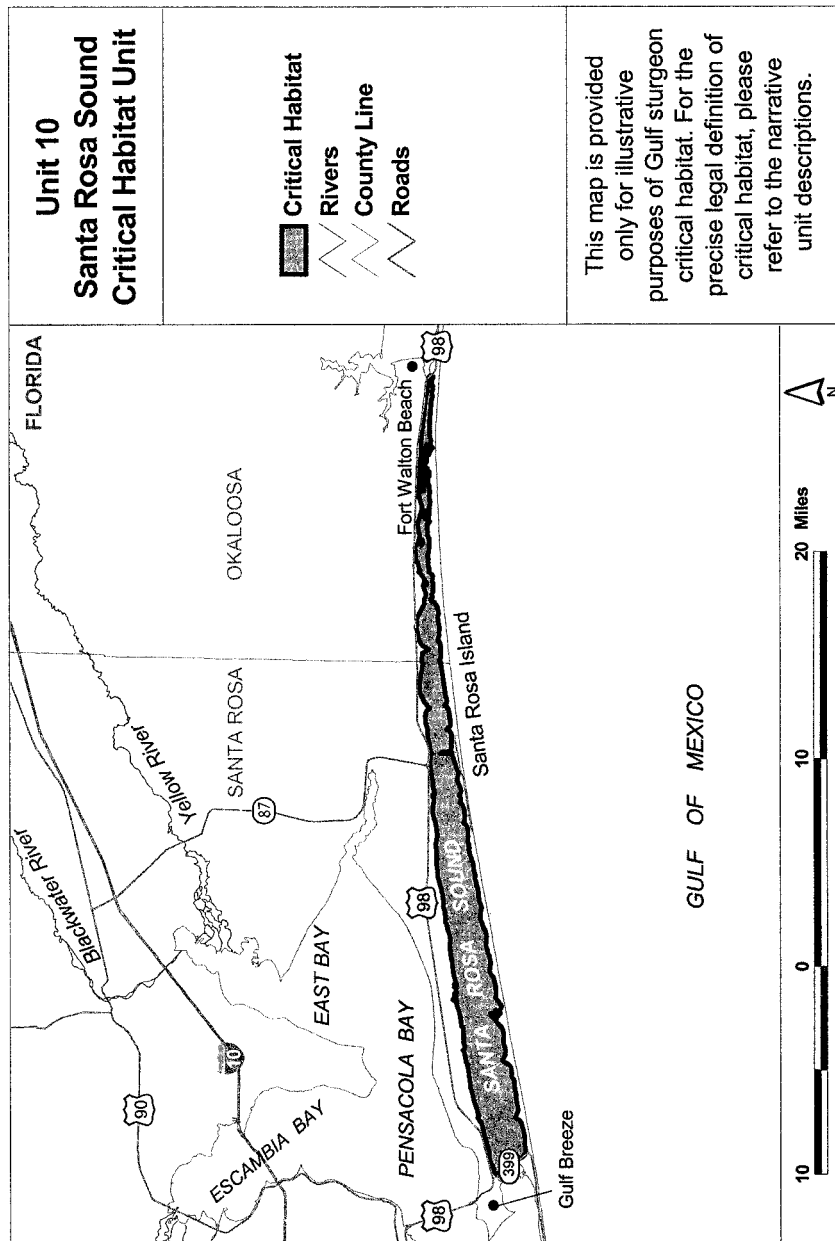 Unit 10
Santa Rosa Sound
Critical Habitat Unit
Critical Habitat
Rivers
County Line
Roads
This map is provided
only for illustrative
purposes of Gulf sturgeon
critical habitat. For the
precise legal definition of
critical habitat, please
refer to the narrative
unit descriptions.
FLORIDA
Blackwater River
Yellow River
OKALOOSA
SANTA ROSA
90
10
87
ESCAMBIA BAY
EAST BAY
PENSACOLA BAY
98
98
98
Fort Walton Beach
SANTA ROSA SOUND
399
Gulf Breeze
Santa Rosa Island
GULF OF MEXICO
10 0 10 20 Miles
N